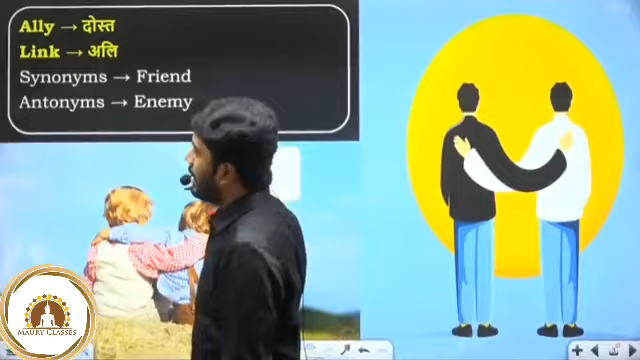 Ally → दोस्त
Link → अलि
Synonyms → Friend
Antonyms → Enemy
MAURY CLASSES